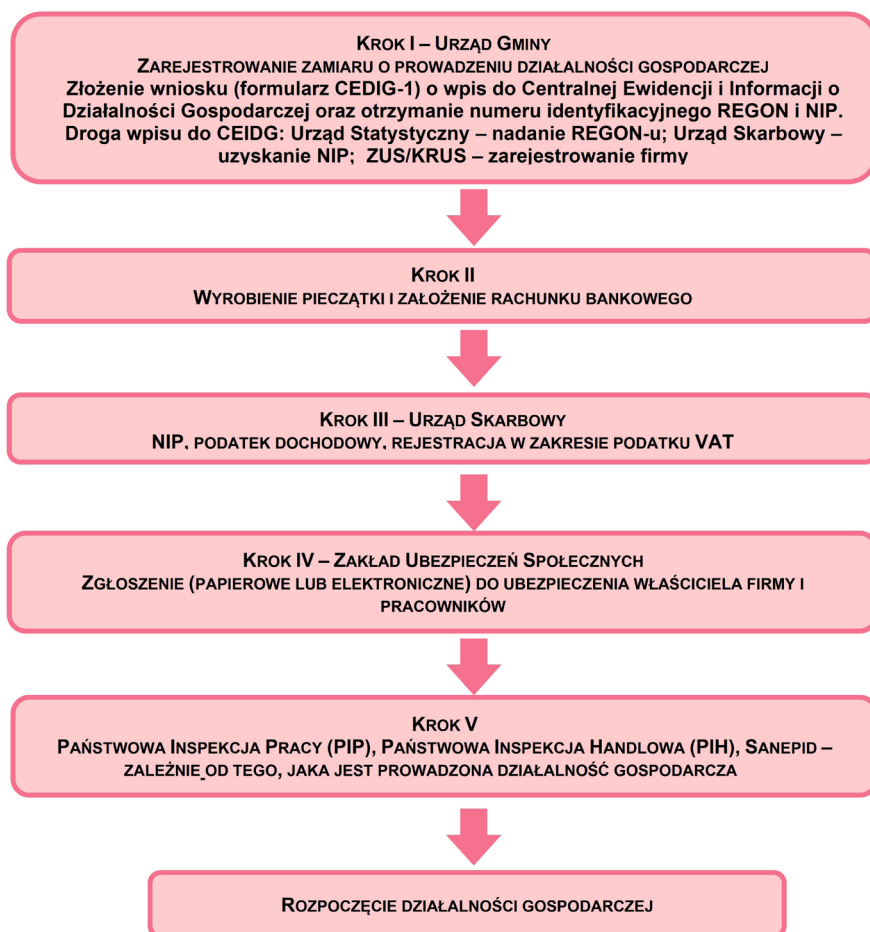 KROK I – URZĄD GMINY
ZAREJESTROWANIE ZAMIARU O PROWADZENIU DZIAŁALNOŚCI GOSPODARCZEJ
Złożenie wniosku (formularz CEDIG-1) o wpis do Centralnej Ewidencji i Informacji o
Działalności Gospodarczej oraz otrzymanie numeru identyfikacyjnego REGON i NIP.
Droga wpisu do CEIDG: Urząd Statystyczny – nadanie REGON-u; Urząd Skarbowy –
uzyskanie NIP; ZUS/KRUS – zarejestrowanie firmy
KROK II
WYROBIENIE PIECZĄTKI I ZAŁOŻENIE RACHUNKU BANKOWEGO
KROK III – URZĄD SKARBOWY
NIP, PODATEK DOCHODOWY, REJESTRACJA W ZAKRESIE PODATKU VAT
KROK IV – ZAKŁAD UBEZPIECZEŃ SPOŁECZNYCH
ZGŁOSZENIE (PAPIEROWE LUB ELEKTRONICZNE) DO UBEZPIECZENIA WŁAŚCICIELA FIRMY I
PRACOWNIKÓW
KROK V
PAŃSTWOWA INSPEKCJA PRACY (PIP), PAŃSTWOWA INSPEKCJA HANDLOWA (PIH), SANEPID –
ZALEŻNIE OD TEGO, JAKA JEST PROWADZONA DZIAŁALNOŚĆ GOSPODARCZA
ROZPOCZĘCIE DZIAŁALNOŚCI GOSPODARCZEJ